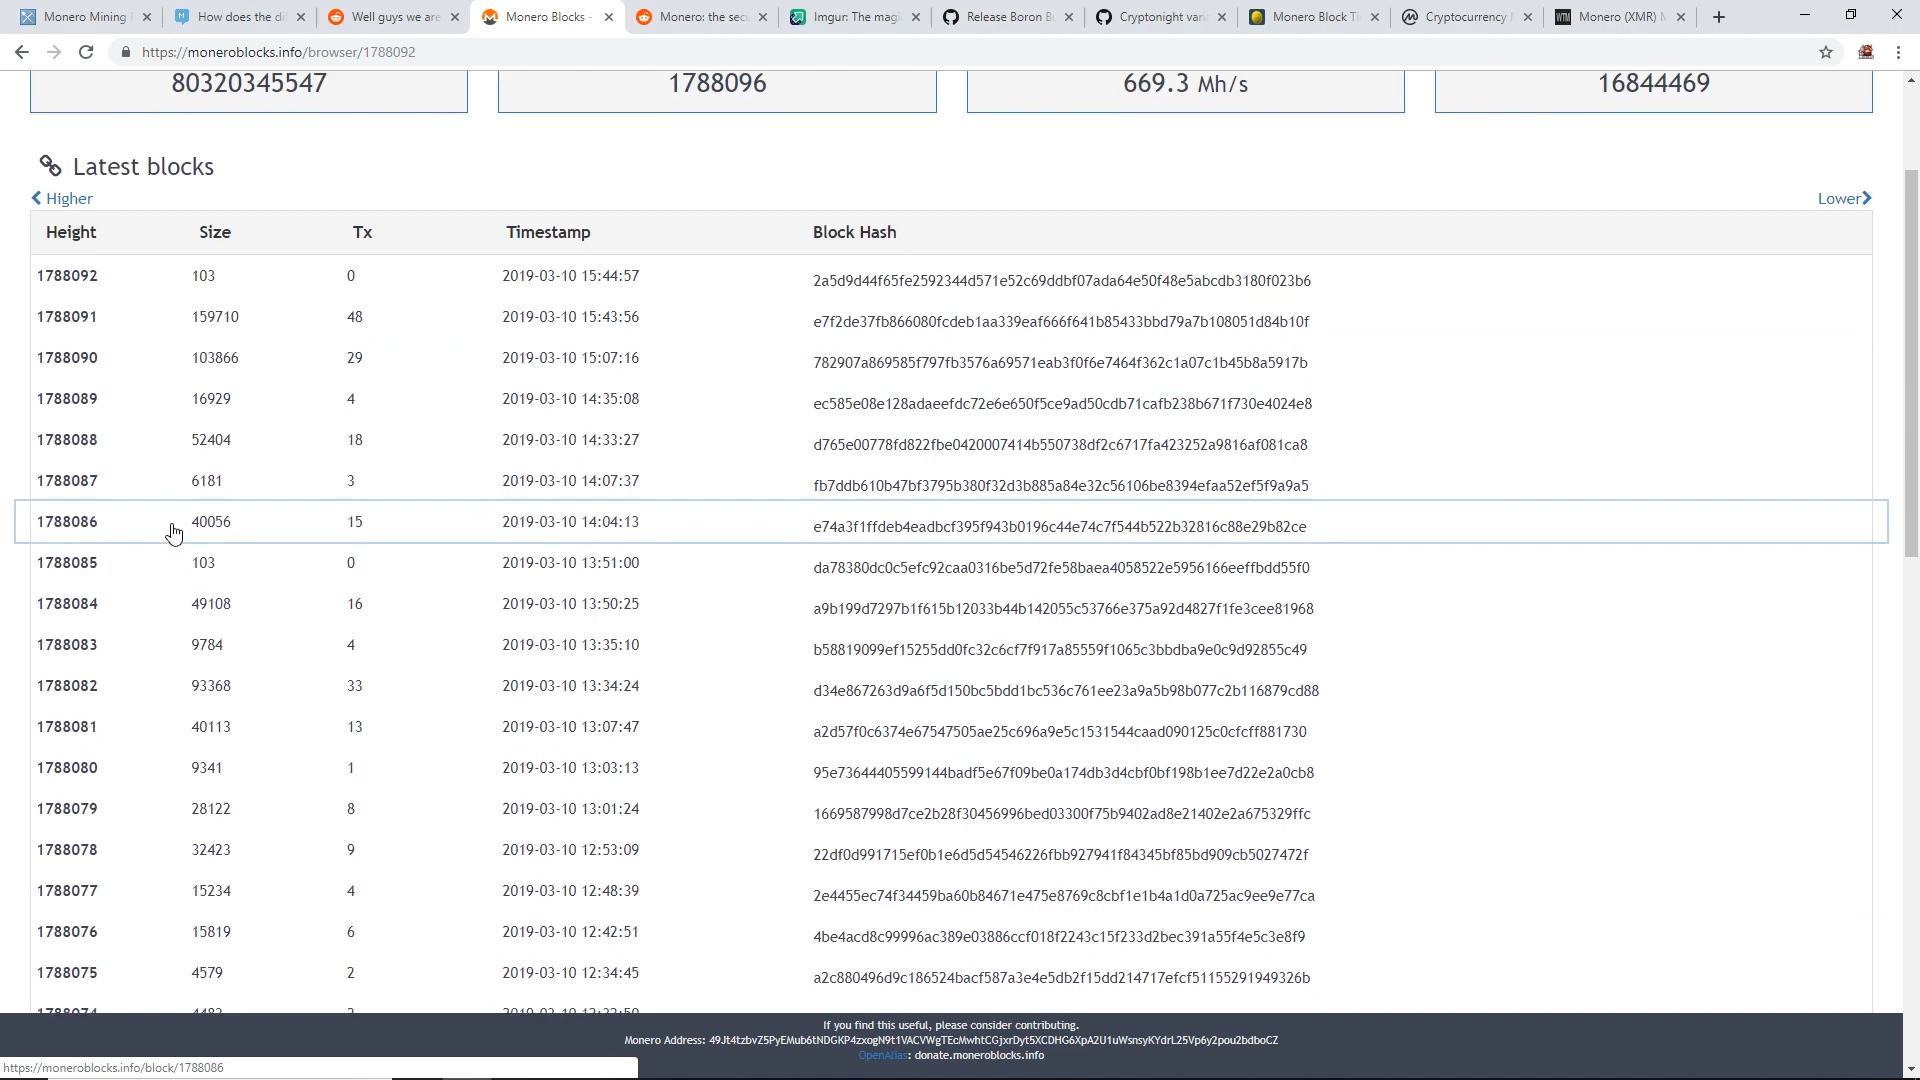 Monero Mining
How does the di
Well guys we are
Monero Blocks -
Monero: the secu
Imgur: The magi
Release Boron B
Cryptonight vari
Monero Block Ti
Cryptocurrency
Monero (XMR)
https://moneroblocks.info/browser/1788092
80320345547 1788096 669.3 Mh/s 16844469
Latest blocks
Higher Lower
Height Size Tx Timestamp Block Hash
1788092 103 0 2019-03-10 15:44:57 2a5d9d44f65fe2592344d571e52c69ddbf07ada64e50f48e5abcdb3180f023b6
1788091 159710 48 2019-03-10 15:43:56 e7f2de37fb866080fcdeb1aa339eaf666f641b85433bbd79a7b108051d84b10f
1788090 103866 29 2019-03-10 15:07:16 782907a869585f797fb3576a69571eab3f0f6e7464f362c1a07c1b45b8a5917b
1788089 16929 4 2019-03-10 14:35:08 ec585e08e128adaeefdc72e6e650f5ce9ad50cdb71cafb238b671f730e4024e8
1788088 52404 18 2019-03-10 14:33:27 d765e00778fd822fbe0420007414b550738df2c6717fa423252a9816af081ca8
1788087 6181 3 2019-03-10 14:07:37 fb7ddb610b47bf3795b380f32d3b885a84e32c56106be8394efaa52ef5f9a9a5
1788086 40056 15 2019-03-10 14:04:13 e74a3f1ffdeb4eadbcf395f943b0196c44e74c7f544b522b32816c88e29b82ce
1788085 103 0 2019-03-10 13:51:00 da78380dc0c5efc92caa0316be5d72fe58baea4058522e5956166eeffbdd55f0
1788084 49108 16 2019-03-10 13:50:25 a9b199d7297b1f615b12033b44b142055c53766e375a92d4827f1fe3cee81968
1788083 9784 4 2019-03-10 13:35:10 b58819099ef15255dd0fc32c6cf7f917a85559f1065c3bbdba9e0c9d92855c49
1788082 93368 33 2019-03-10 13:34:24 d34e867263d9a6f5d150bc5bdd1bc536c761ee23a9a5b98b077c2b116879cd88
1788081 40113 13 2019-03-10 13:07:47 a2d57f0c6374e67547505ae25c696a9e5c1531544caad090125c0cfcff881730
1788080 9341 1 2019-03-10 13:03:13 95e73644405599144badf5e67f09be0a174db3d4cbf0bf198b1ee7d22e2a0cb8
1788079 28122 8 2019-03-10 13:01:24 1669587998d7ce2b28f30456996bed03300f75b9402ad8e21402e2a675329ffc
1788078 32423 9 2019-03-10 12:53:09 22df0d991715ef0b1e6d5d54546226fbb927941f84345bf85bd909cb5027472f
1788077 15234 4 2019-03-10 12:48:39 2e4455ec74f34459ba60b84671e475e8769c8cbf1e1b4a1d0a725ac9ee9e77ca
1788076 15819 6 2019-03-10 12:42:51 4be4acd8c99996ac389e03886ccf018f2243c15f233d2bec391a55f4e5c3e8f9
1788075 4579 2 2019-03-10 12:34:45 a2c880496d9c186524bacf587a3e4e5db2f15dd214717efcf51155291949326b
If you find this useful, please consider contributing.
Monero Address: 49Jt4tzbvZ5PyEMub6tNDGKP4zxogN9t1VACVWgTEcMwhtCGjxrDyt5XCDHG6XpA2U1uWsnsyKYdrL25Vp6y2pou2bdboCZ
OpenAlias: donate.moneroblocks.info
https://moneroblocks.info/block/1788086